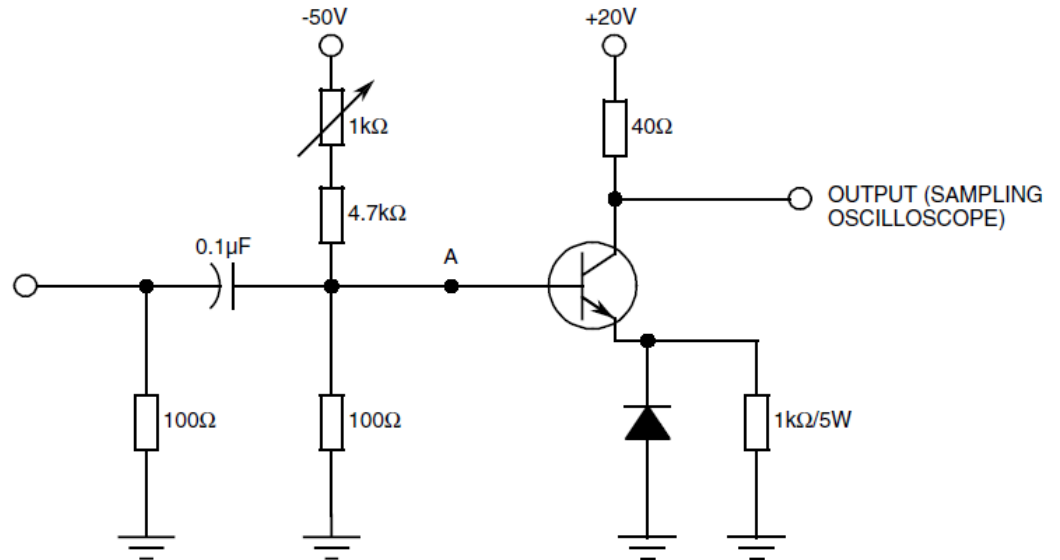 -50V
+20V
1kΩ
40Ω
4.7kΩ
OUTPUT (SAMPLING
OSCILLOSCOPE)
0.1µF
A
100Ω
100Ω
1kΩ/5W